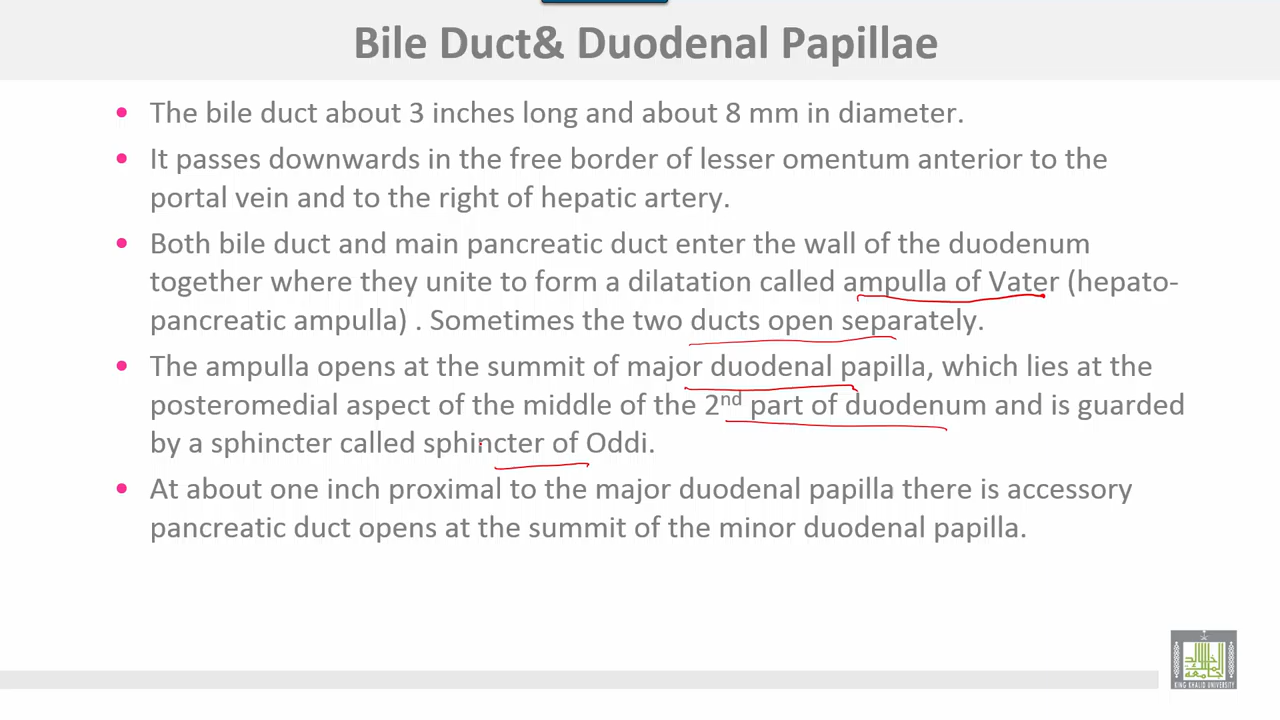 Bile Duct& Duodenal Papillae
• The bile duct about 3 inches long and about 8 mm in diameter.
• It passes downwards in the free border of lesser omentum anterior to the
portal vein and to the right of hepatic artery.
• Both bile duct and main pancreatic duct enter the wall of the duodenum
together where they unite to form a dilatation called ampulla of Vater (hepato-
pancreatic ampulla) . Sometimes the two ducts open separately.
• The ampulla opens at the summit of major duodenal papilla, which lies at the
posteromedial aspect of the middle of the 2nd part of duodenum and is guarded
by a sphincter called sphincter of Oddi.
• At about one inch proximal to the major duodenal papilla there is accessory
pancreatic duct opens at the summit of the minor duodenal papilla.
KING KHALID UNIVERSITY